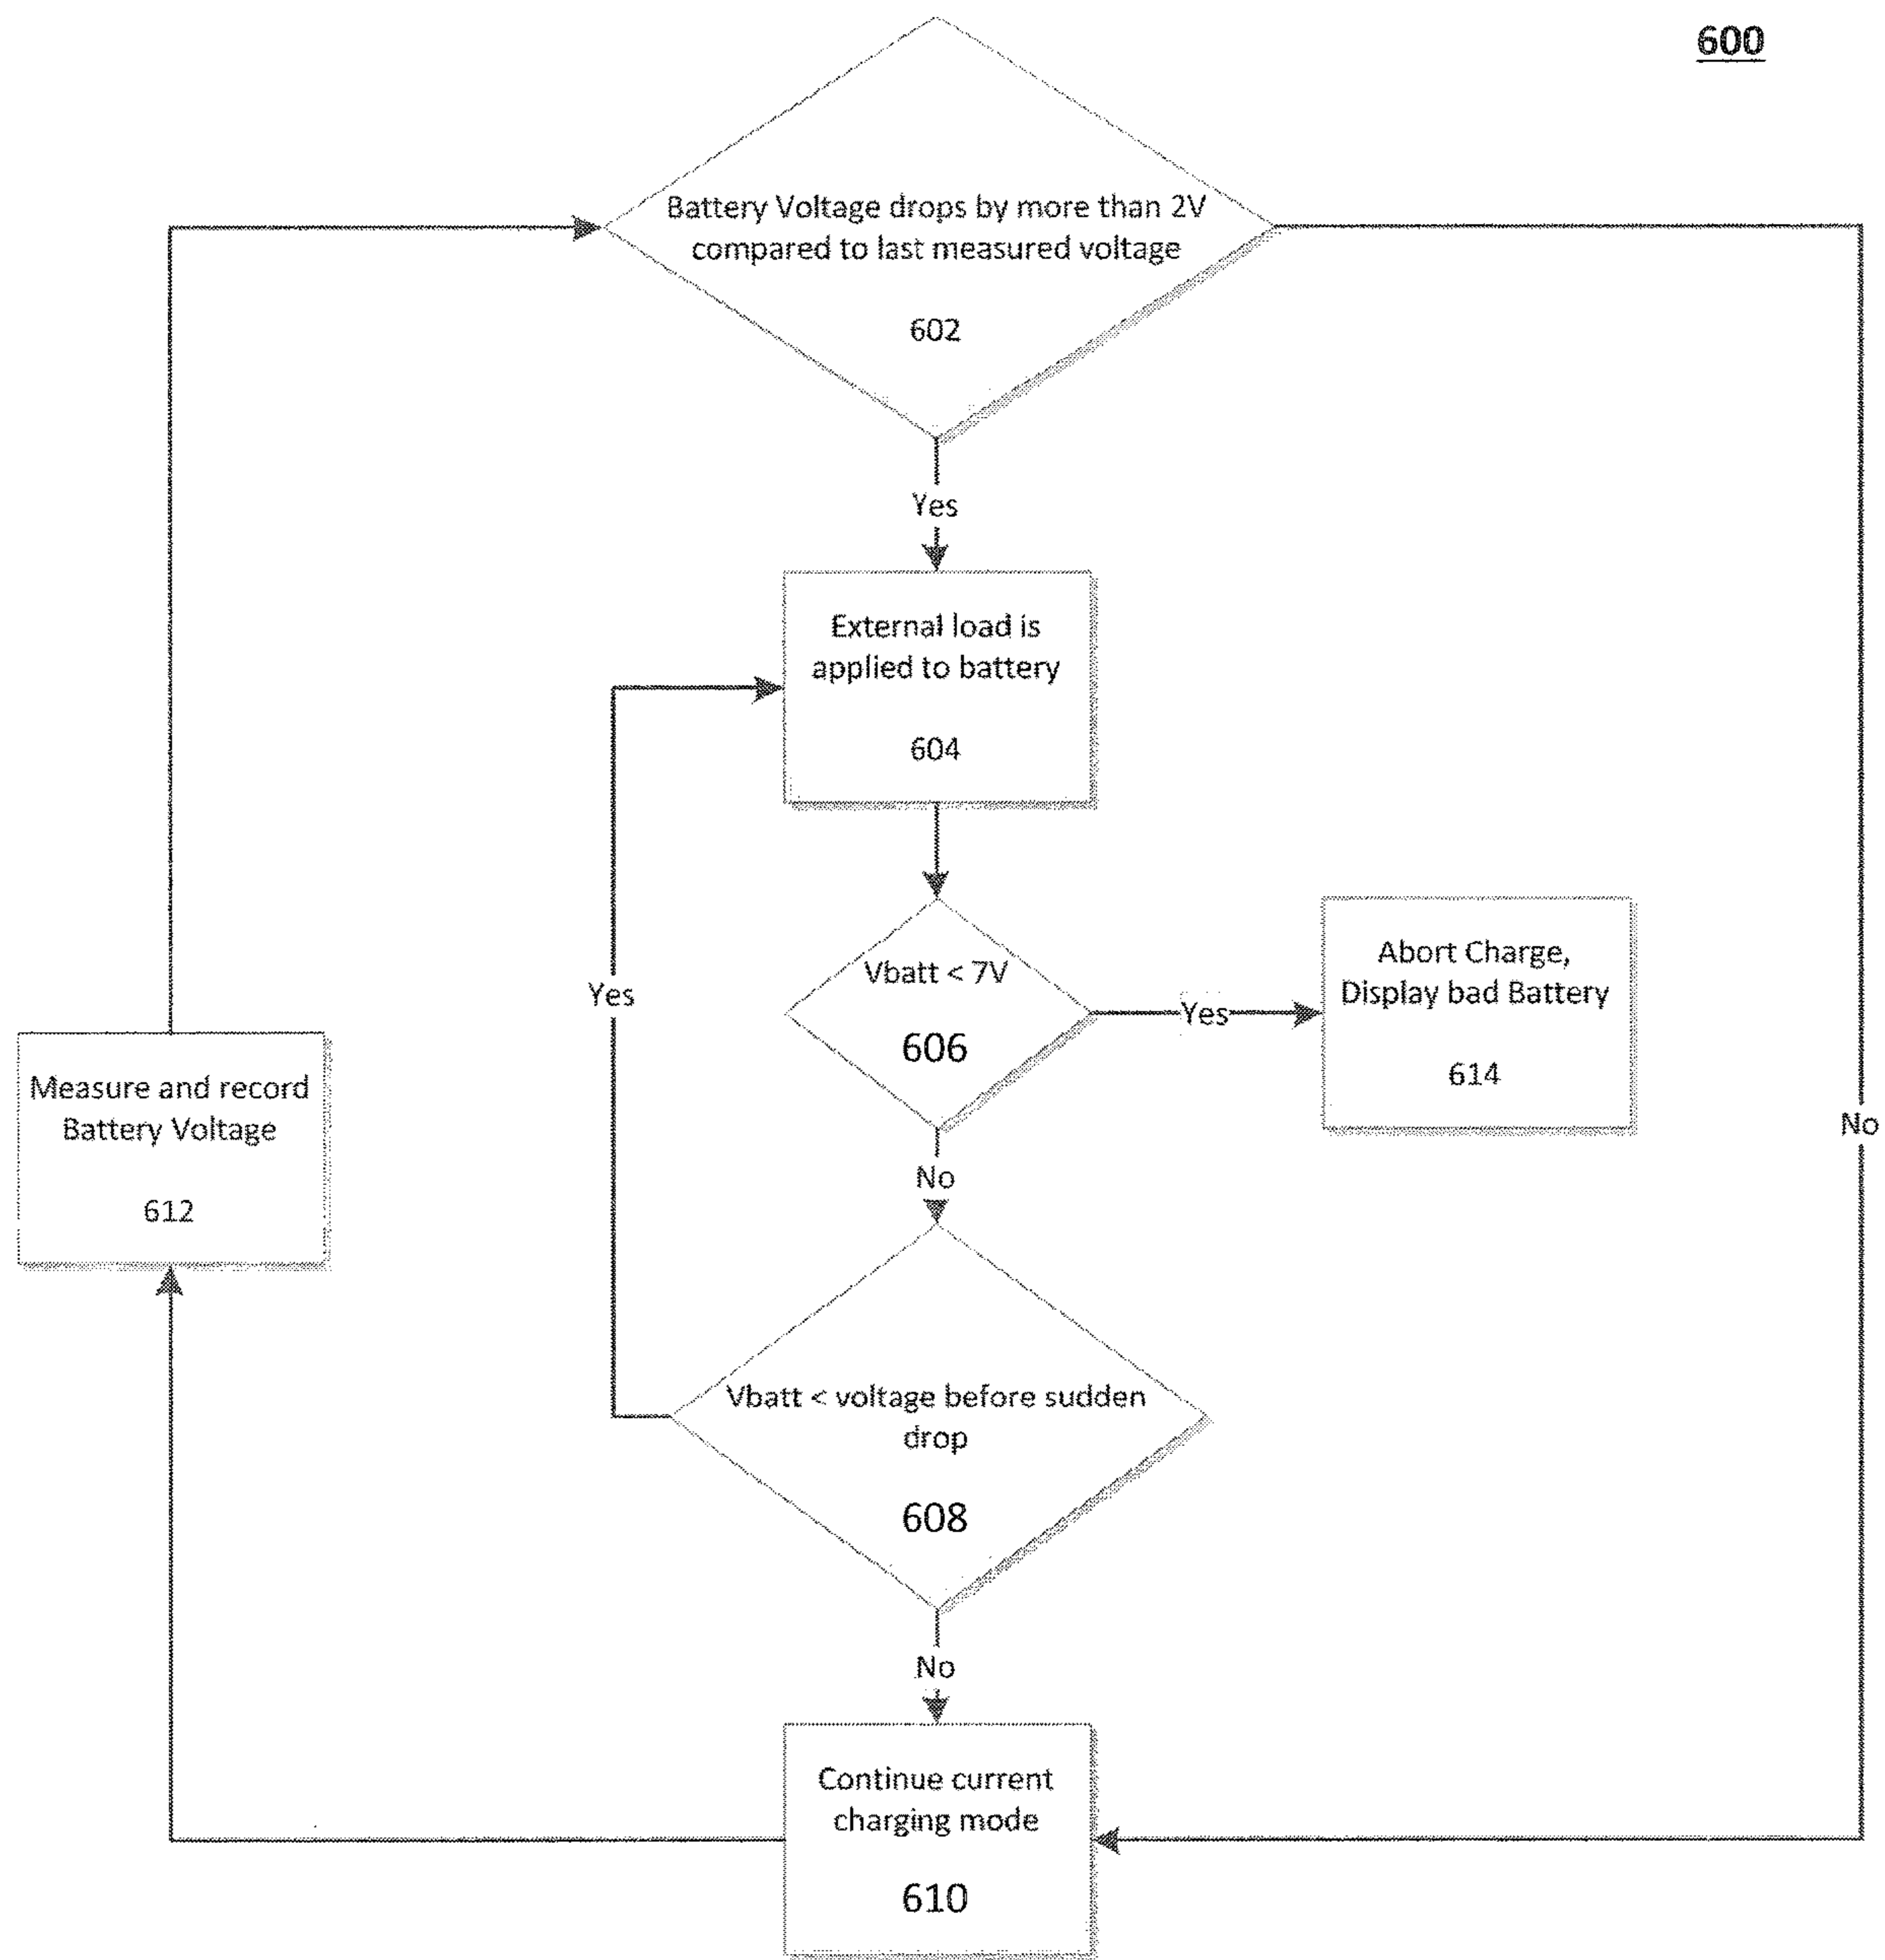 600
Battery Voltage drops by more than 2V
compared to last measured voltage
602
Yes
External load is
applied to battery
604
Vbatt < 7V
606
Yes
Abort Charge,
Display bad Battery
614
Yes
No
No
Measure and record
Battery Voltage
612
Vbatt < voltage before sudden
drop
608
No
Continue current
charging mode
610